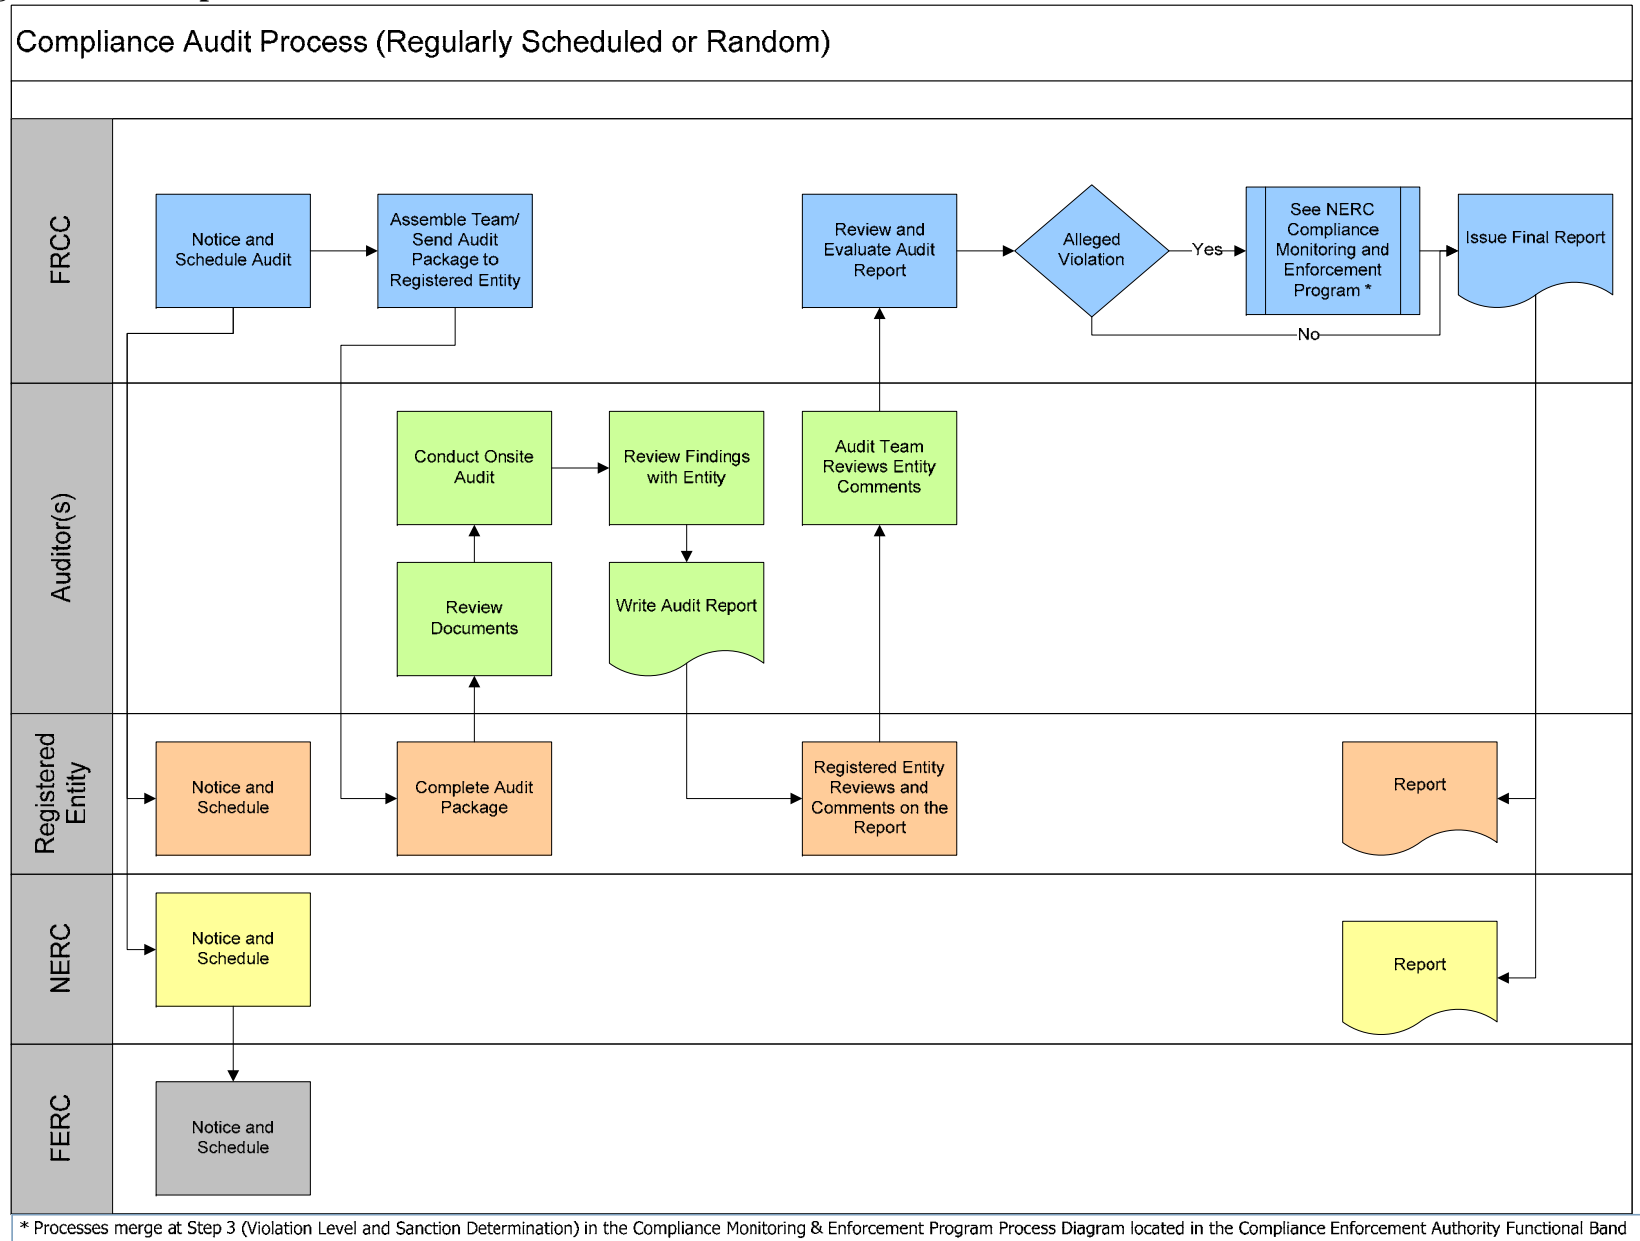 Compliance Audit Process (Regularly Scheduled or Random)
FRCC
Notice and
Schedule Audit
Assemble Team/
Send Audit
Package to
Registered Entity
Review and
Evaluate Audit
Report
Alleged
Violation
Yes
See NERC
Compliance
Monitoring and
Enforcement
Program *
Issue Final Report
No
Auditor(s)
Conduct Onsite
Audit
Review Findings
with Entity
Audit Team
Reviews Entity
Comments
Review
Documents
Write Audit Report
Registered
Entity
Notice and
Schedule
Complete Audit
Package
Registered Entity
Reviews and
Comments on the
Report
Report
NERC
Notice and
Schedule
Report
FERC
Notice and
Schedule
* Processes merge at Step 3 (Violation Level and Sanction Determination) in the Compliance Monitoring & Enforcement Program Process Diagram located in the Compliance Enforcement Authority Functional Band